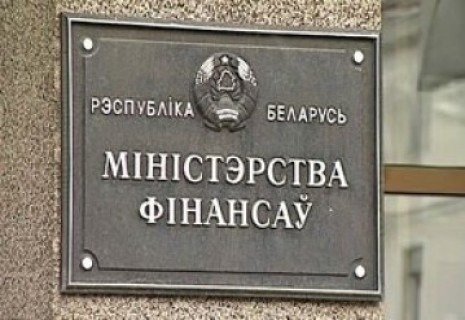 РЭСПУБЛІКА БЕЛАРУСЬ
МІНІСТЭРСТВА
ФІНАНСАЎ